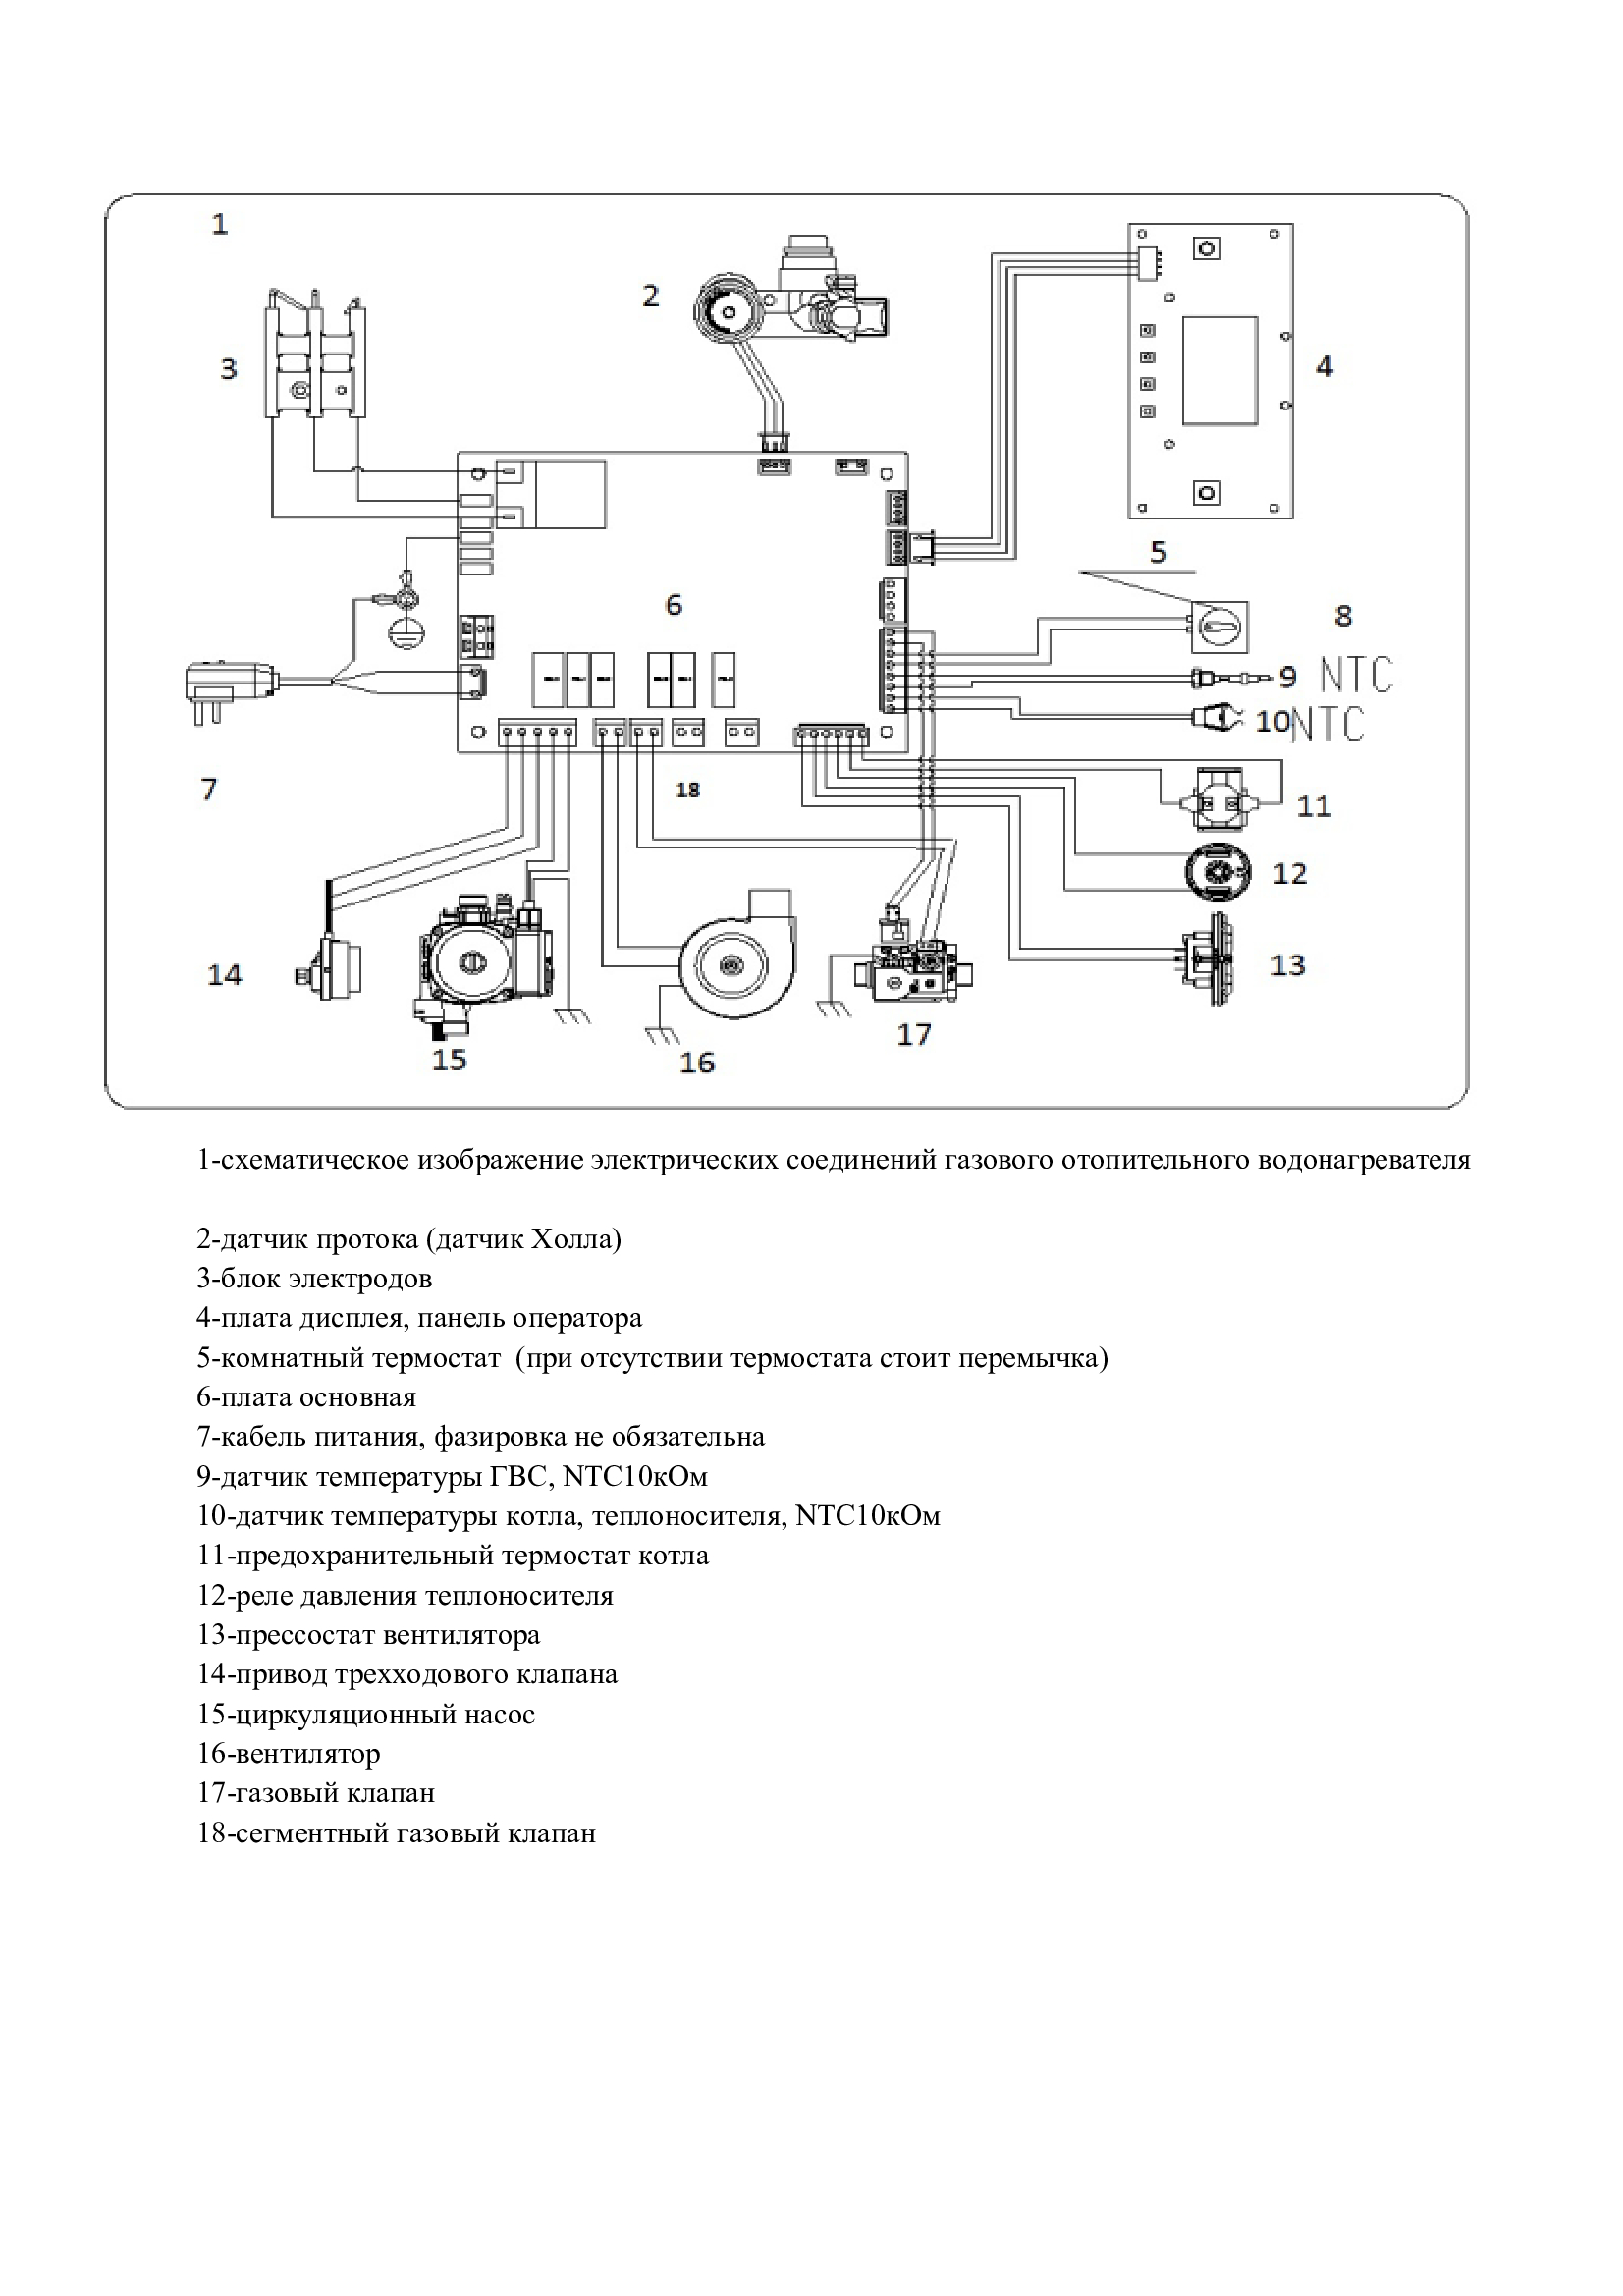 1
2
3
4
5
6
8
9 NTC
10 NTC
7
18
11
12
13
14
15
16
17
1-схематическое изображение электрических соединений газового отопительного водонагревателя
2-датчик протока (датчик Холла)
3-блок электродов
4-плата дисплея, панель оператора
5-комнатный термостат  (при отсутствии термостата стоит перемычка)
6-плата основная
7-кабель питания, фазировка не обязательна
9-датчик температуры ГВС, NTC10кОм
10-датчик температуры котла, теплоносителя, NTC10кОм
11-предохранительный термостат котла
12-реле давления теплоносителя
13-прессостат вентилятора
14-привод трехходового клапана
15-циркуляционный насос
16-вентилятор
17-газовый клапан
18-сегментный газовый клапан